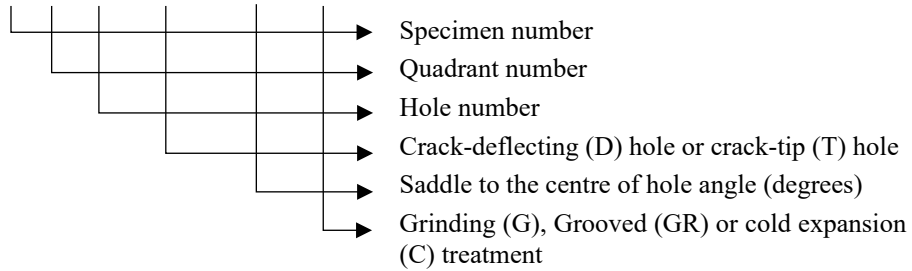 Specimen number
Quadrant number
Hole number
Crack-deflecting (D) hole or crack-tip (T) hole
Saddle to the centre of hole angle (degrees)
Grinding (G), Grooved (GR) or cold expansion
(C) treatment